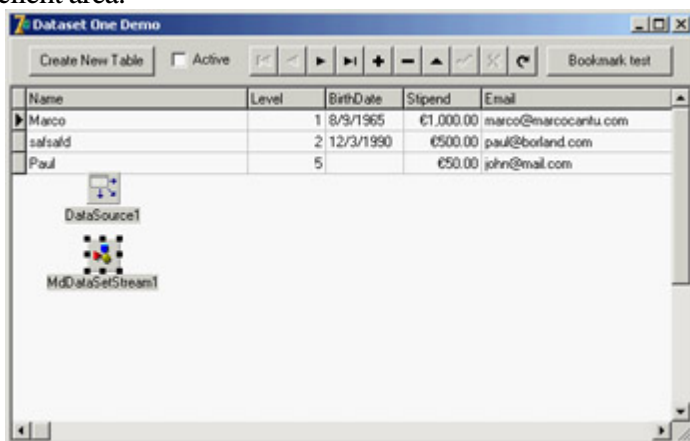 client area.
Dataset One Demo
Create New Table Active Bookmark test
Name Level BirthDate Stipend Email
Marco 1 8/9/1965 €1,000.00 marco@marcocantu.com
safsafd 2 12/3/1990 €500.00 paul@borland.com
Paul 5 €50.00 john@mail.com
DataSource1
MdDataSetStream1